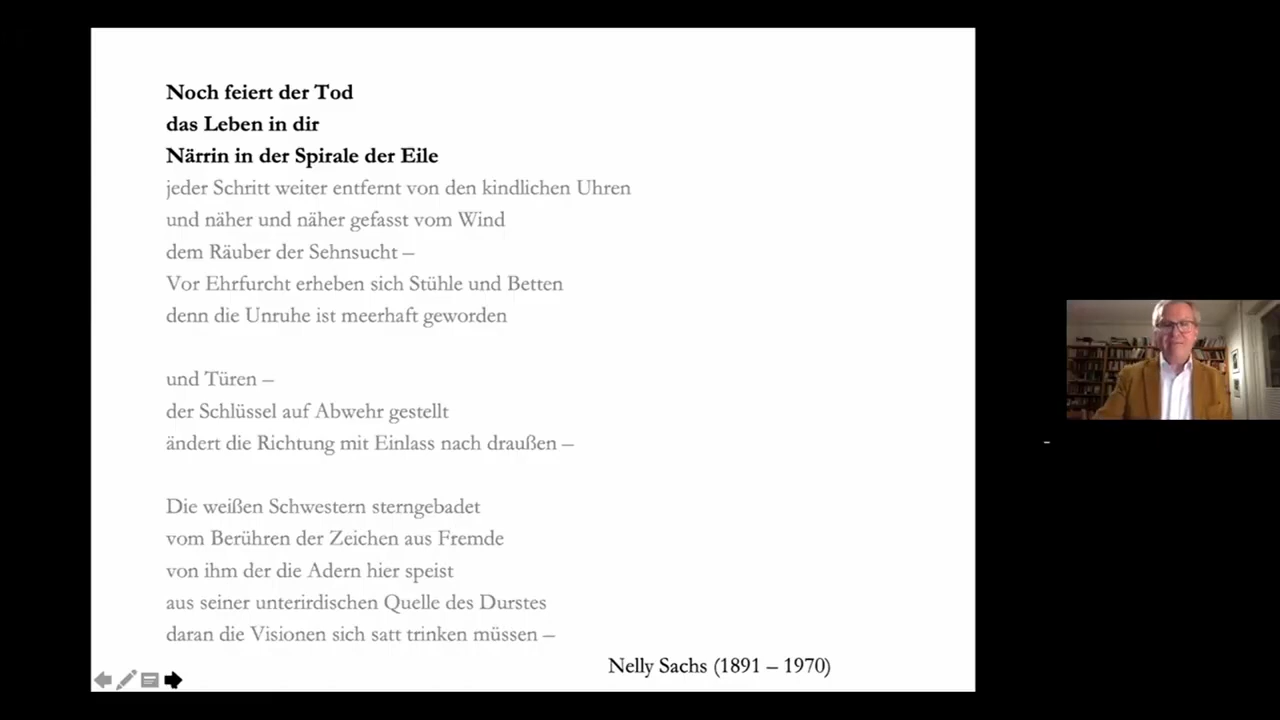 Noch feiert der Tod
das Leben in dir
Närrin in der Spirale der Eile
jeder Schritt weiter entfernt von den kindlichen Uhren
und näher und näher gefasst vom Wind
dem Räuber der Sehnsucht –
Vor Ehrfurcht erheben sich Stühle und Betten
denn die Unruhe ist meerhaft geworden
und Türen –
der Schlüssel auf Abwehr gestellt
ändert die Richtung mit Einlass nach draußen –
Die weißen Schwestern sterngebadet
vom Berühren der Zeichen aus Fremde
von ihm der die Adern hier speist
aus seiner unterirdischen Quelle des Durstes
daran die Visionen sich satt trinken müssen –
Nelly Sachs (1891 – 1970)